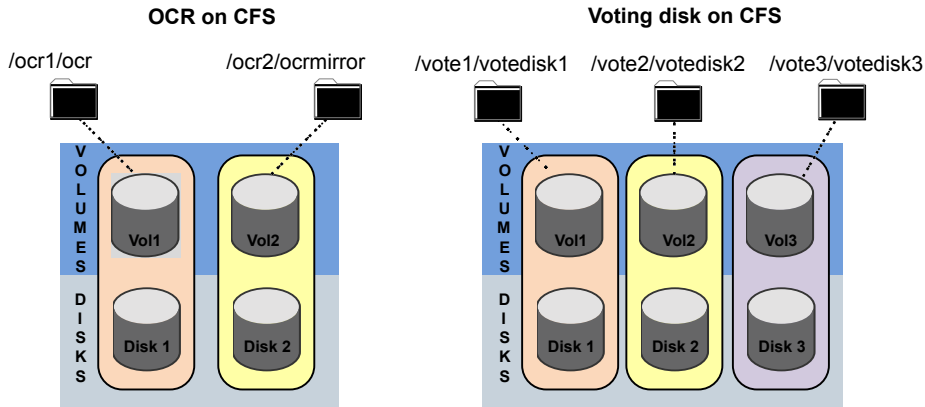 OCR on CFS
/ocr1/ocr
/ocr2/ocrmirror
VOLUMES
Vol1
Vol2
DISKS
Disk 1
Disk 2
Voting disk on CFS
/vote1/votedisk1
/vote2/votedisk2
/vote3/votedisk3
VOLUMES
Vol1
Vol2
Vol3
DISKS
Disk 1
Disk 2
Disk 3